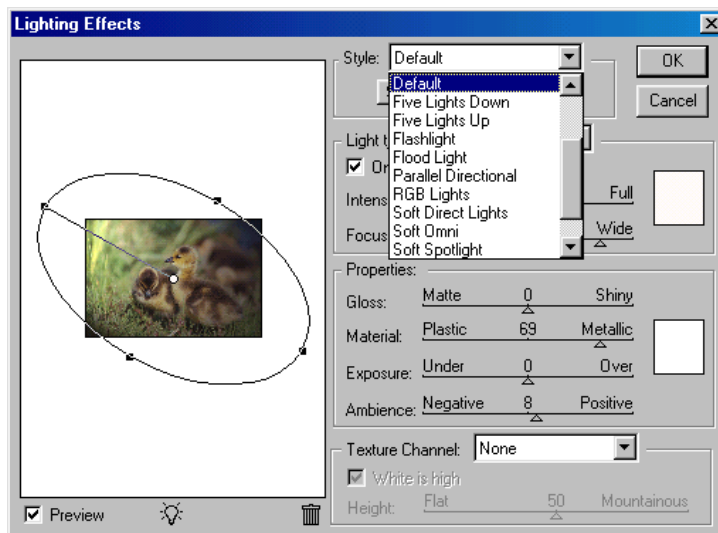 Lighting Effects
Style: Default
OK
Default
Five Lights Down
Cancel
Five Lights Up
Flashlight
Flood Light
Parallel Directional
RGB Lights
Full
Soft Direct Lights
Soft Omni
Wide
Soft Spotlight
Light
Properties:
Gloss: Matte 0 Shiny
Material: Plastic 69 Metallic
Exposure: Under 0 Over
Ambience: Negative 8 Positive
Texture Channel: None
White is high
Height: Flat 50 Mountainous
Preview